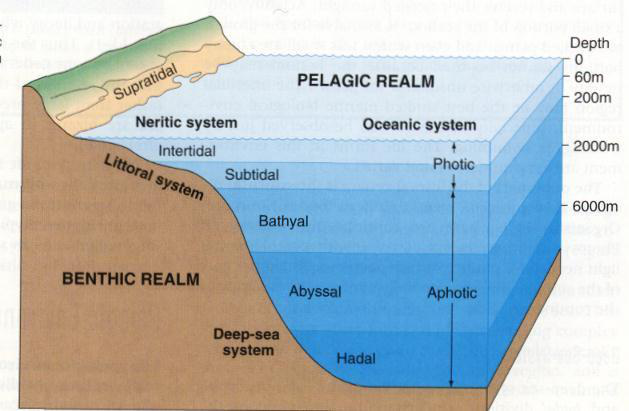 Depth
0
60m
200m
2000m
6000m
Supratidal
PELAGIC REALM
Neritic system
Oceanic system
Intertidal
Photic
Littoral system
Subtidal
Bathyal
BENTHIC REALM
Abyssal
Aphotic
Deep-sea
system
Hadal